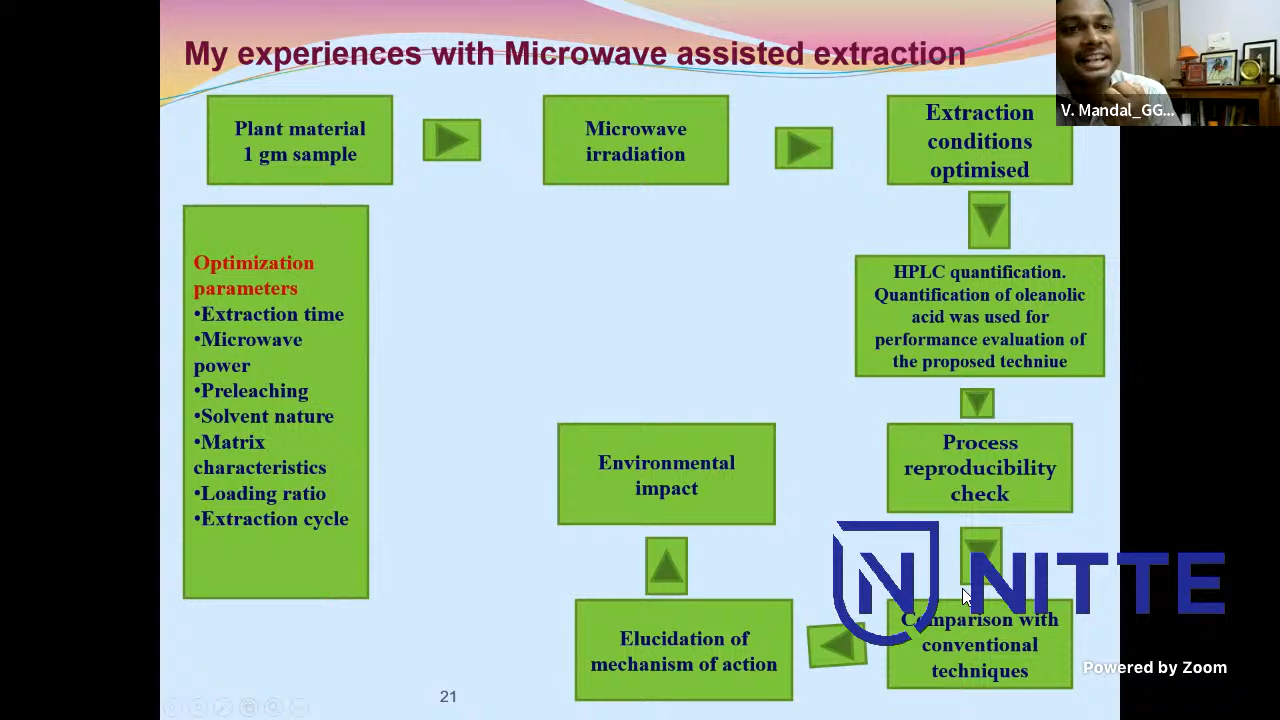 My experiences with Microwave assisted extraction
V. Mandal_GG...
Plant material
1 gm sample
Microwave
irradiation
Extraction
conditions
optimised
Optimization
parameters
•Extraction time
•Microwave
power
•Preleaching
•Solvent nature
•Matrix
characteristics
•Loading ratio
•Extraction cycle
HPLC quantification.
Quantification of oleanolic
acid was used for
performance evaluation of
the proposed techniue
Process
reproducibility
check
Environmental
impact
Comparison with
conventional
techniques
Elucidation of
mechanism of action
N NITTE
Powered by Zoom
21